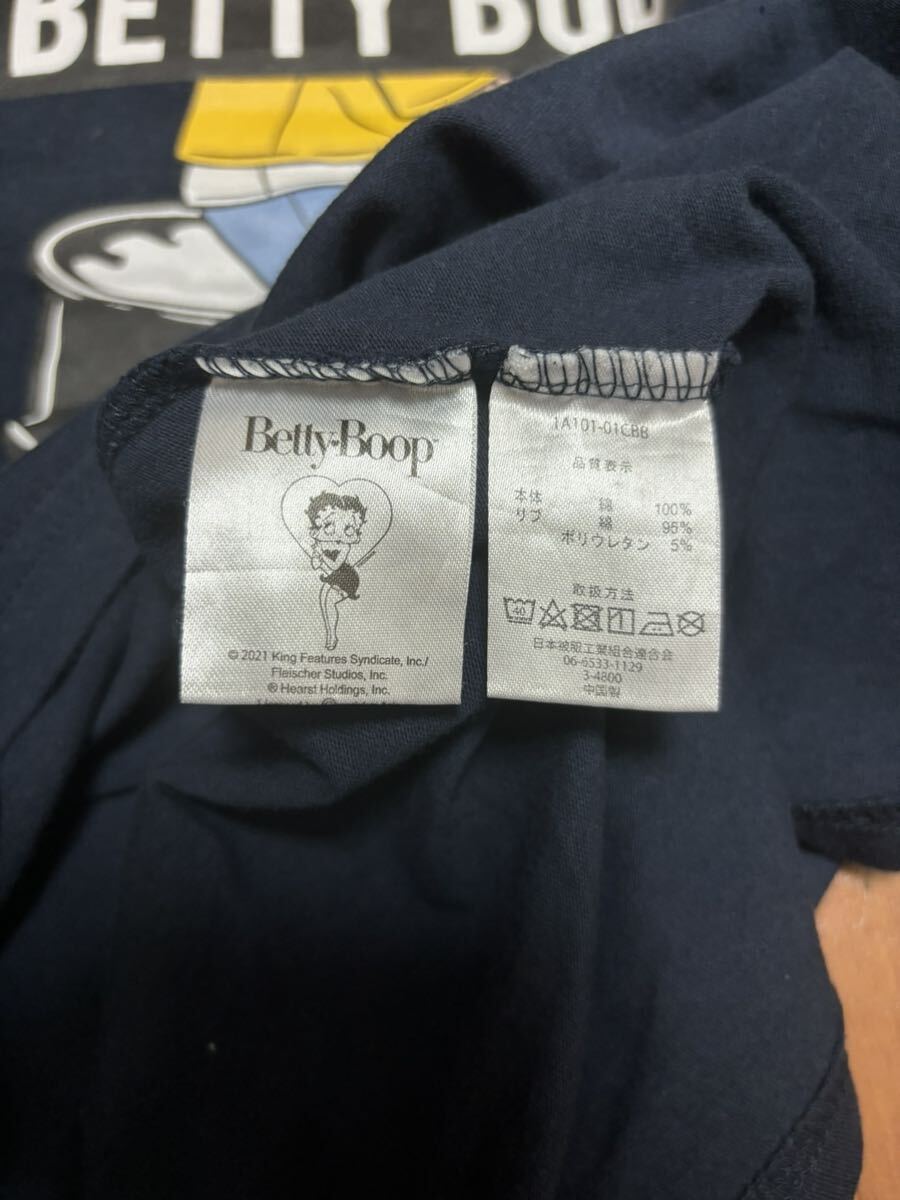 BETTY BOO
Betty Boop™
© 2021 King Features Syndicate, Inc./
Fleischer Studios, Inc.
® Hearst Holdings, Inc.
1A101-01CBB
品質表示
本体 綿 100%
リブ 綿 95%
ポリウレタン 5%
取扱方法
40
日本被服工業組合連合会
06-6533-1129
3-4800
中国製